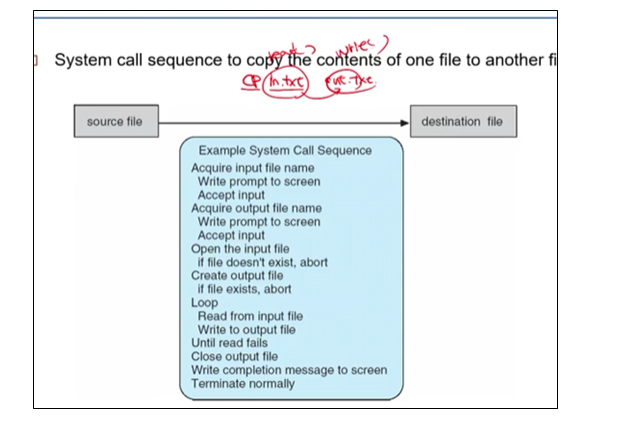 System call sequence to copy the contents of one file to another fi
CP in.txt out.txt
source file
destination file
Example System Call Sequence
Acquire input file name
Write prompt to screen
Accept input
Acquire output file name
Write prompt to screen
Accept input
Open the input file
if file doesn't exist, abort
Create output file
if file exists, abort
Loop
Read from input file
Write to output file
Until read fails
Close output file
Write completion message to screen
Terminate normally